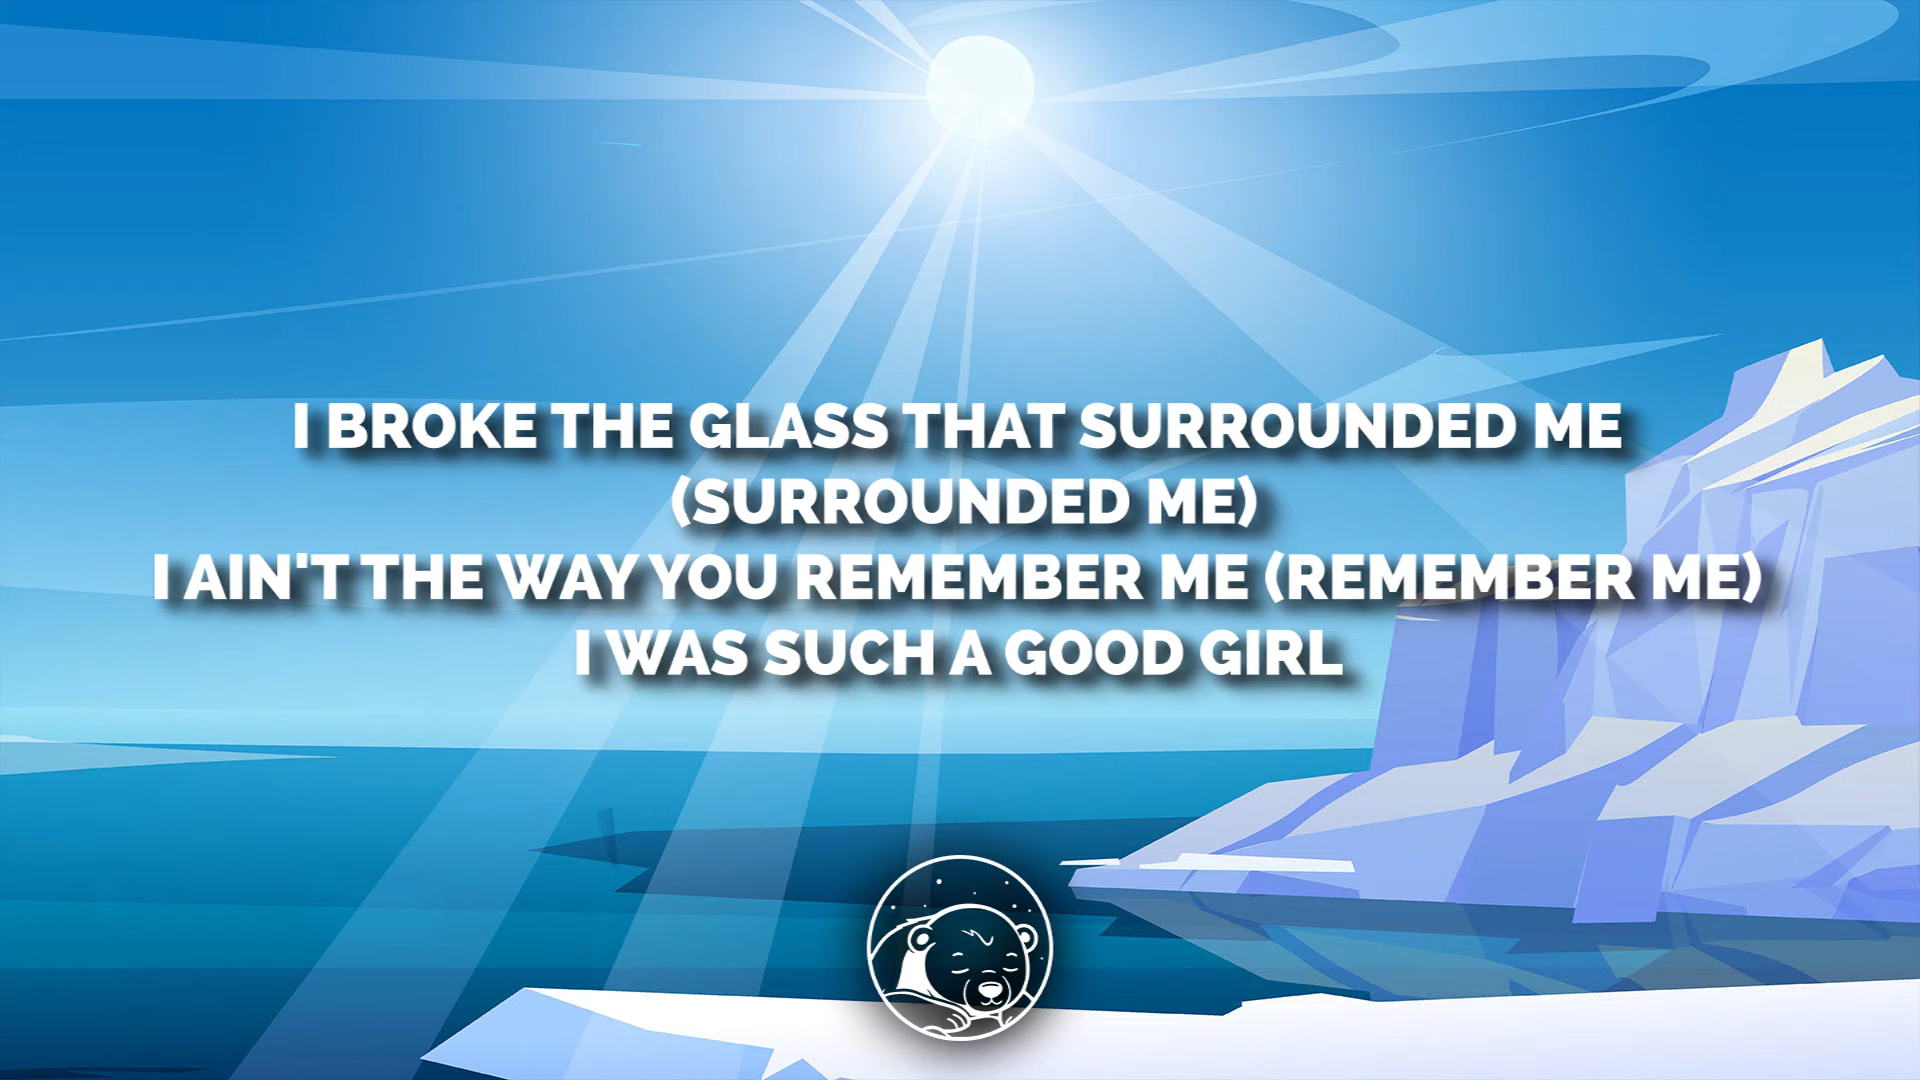 I BROKE THE GLASS THAT SURROUNDED ME
(SURROUNDED ME)
I AIN'T THE WAY YOU REMEMBER ME (REMEMBER ME)
I WAS SUCH A GOOD GIRL